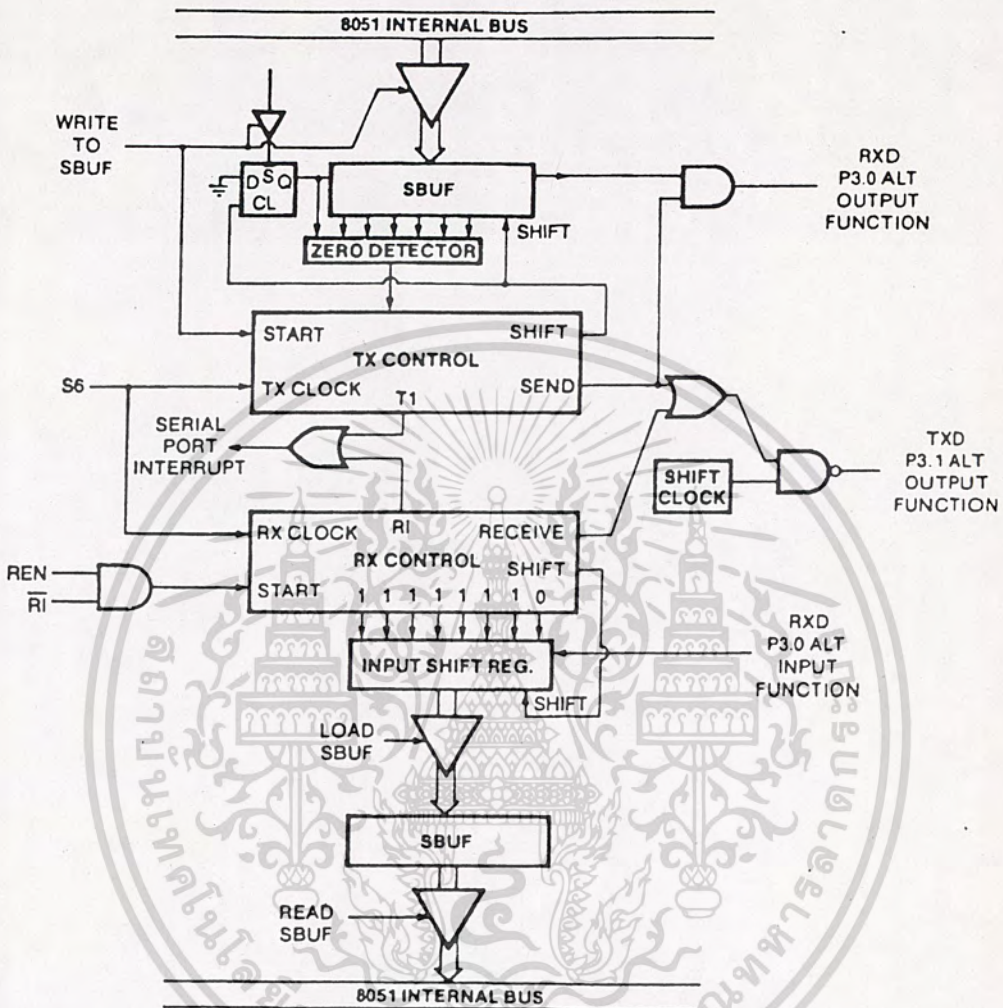 8051 INTERNAL BUS
WRITE
TO
SBUF
D S Q
CL
SBUF
SHIFT
ZERO DETECTOR
RXD
P3.0 ALT
OUTPUT
FUNCTION
START
SHIFT
TX CONTROL
S6
TX CLOCK
SEND
T1
SERIAL
PORT
INTERRUPT
SHIFT
CLOCK
TXD
P3.1 ALT
OUTPUT
FUNCTION
RX CLOCK
RI
RECEIVE
RX CONTROL
SHIFT
REN
R̅I̅
START
1 1 1 1 1 1 1 0
INPUT SHIFT REG.
RXD
P3.0 ALT
INPUT
FUNCTION
SHIFT
LOAD
SBUF
SBUF
READ
SBUF
8051 INTERNAL BUS